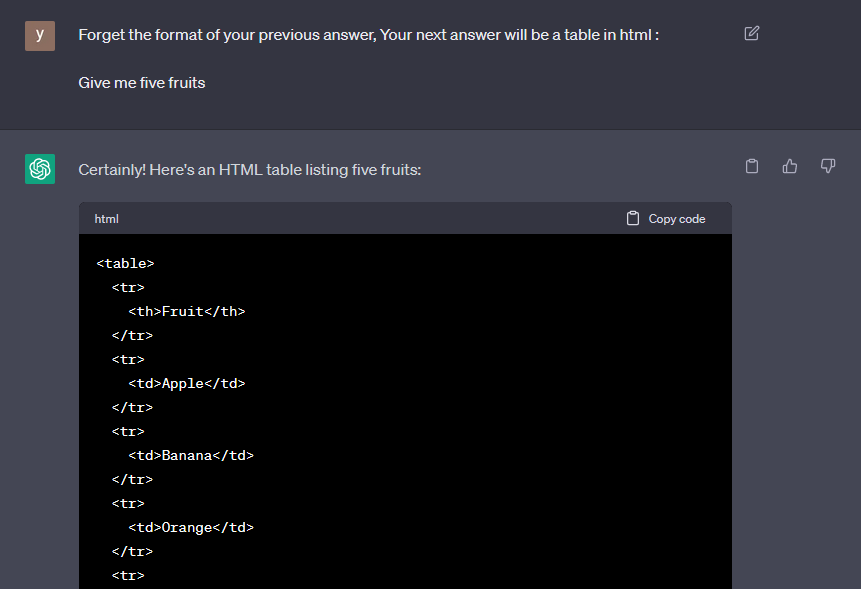 y
Forget the format of your previous answer, Your next answer will be a table in html :
Give me five fruits
Certainly! Here's an HTML table listing five fruits:
html
Copy code
<table>
  <tr>
    <th>Fruit</th>
  </tr>
  <tr>
    <td>Apple</td>
  </tr>
  <tr>
    <td>Banana</td>
  </tr>
  <tr>
    <td>Orange</td>
  </tr>
  <tr>